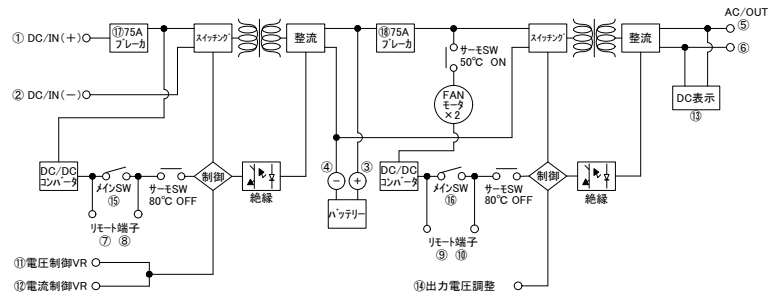 AC/OUT
① DC/IN(+)
⑰75A
ブレーカ
スイッチング
整流
⑱75A
ブレーカ
サーモSW
50℃ ON
スイッチング
整流
⑤
⑥
② DC/IN(−)
FAN
モータ
×2
DC表示
⑬
DC/DC
コンバータ
メインSW
⑮
サーモSW
80℃ OFF
制御
絶縁
④
③
−
+
バッテリー
DC/DC
コンバータ
メインSW
⑯
サーモSW
80℃ OFF
制御
絶縁
リモート端子
⑦ ⑧
リモート端子
⑨ ⑩
⑪電圧制御VR
⑫電流制御VR
⑭出力電圧調整